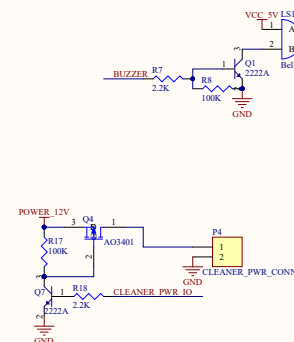 VCC_5V LS1
1 A
2 B
Bel
3
BUZZER R7
2.2K
1
Q1
2222A
R8
100K
GND
POWER_12V
3 Q4 1
AO3401
2
R17
100K
P4
1
2
GND
CLEANER_PWR_CONN
3
Q7
2222A
1 R18
2.2K
CLEANER_PWR_IO
2
GND